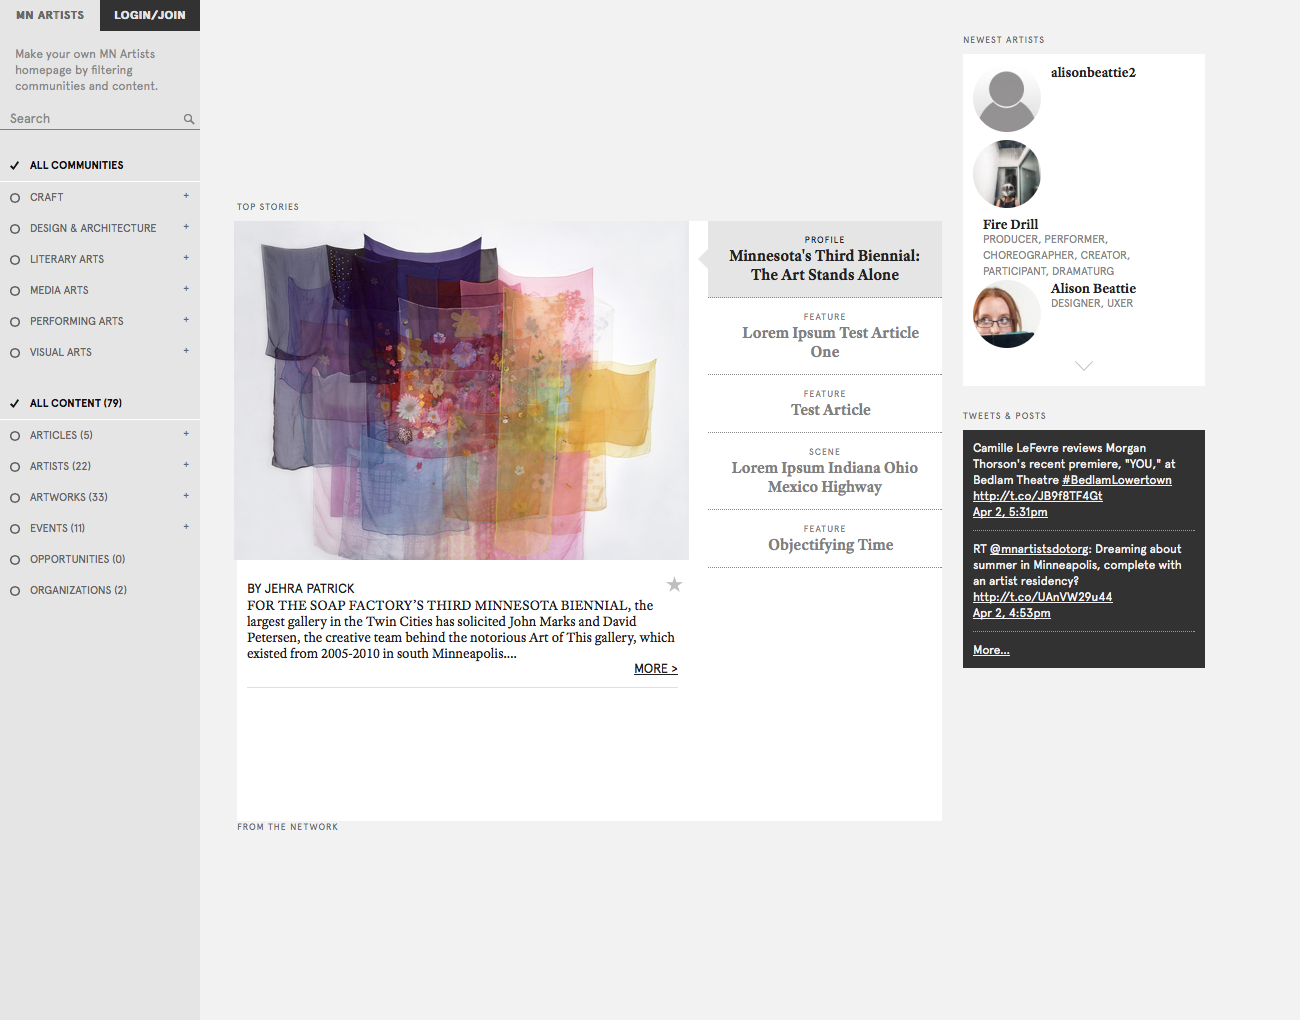 MN ARTISTS
LOGIN/JOIN
Make your own MN Artists
homepage by filtering
communities and content.
Search
ALL COMMUNITIES
CRAFT +
DESIGN & ARCHITECTURE +
LITERARY ARTS +
MEDIA ARTS +
PERFORMING ARTS +
VISUAL ARTS +
ALL CONTENT (79)
ARTICLES (5) +
ARTISTS (22) +
ARTWORKS (33) +
EVENTS (11) +
OPPORTUNITIES (0)
ORGANIZATIONS (2)
TOP STORIES
BY JEHRA PATRICK
FOR THE SOAP FACTORY’S THIRD MINNESOTA BIENNIAL, the
largest gallery in the Twin Cities has solicited John Marks and David
Petersen, the creative team behind the notorious Art of This gallery, which
existed from 2005-2010 in south Minneapolis....
MORE >
PROFILE
Minnesota's Third Biennial:
The Art Stands Alone
FEATURE
Lorem Ipsum Test Article
One
FEATURE
Test Article
SCENE
Lorem Ipsum Indiana Ohio
Mexico Highway
FEATURE
Objectifying Time
FROM THE NETWORK
NEWEST ARTISTS
alisonbeattie2
Fire Drill
PRODUCER, PERFORMER,
CHOREOGRAPHER, CREATOR,
PARTICIPANT, DRAMATURG
Alison Beattie
DESIGNER, UXER
TWEETS & POSTS
Camille LeFevre reviews Morgan
Thorson's recent premiere, "YOU," at
Bedlam Theatre #BedlamLowertown
http://t.co/JB9f8TF4Gt
Apr 2, 5:31pm
RT @mnartistsdotorg: Dreaming about
summer in Minneapolis, complete with
an artist residency?
http://t.co/UAnVW29u44
Apr 2, 4:53pm
More...